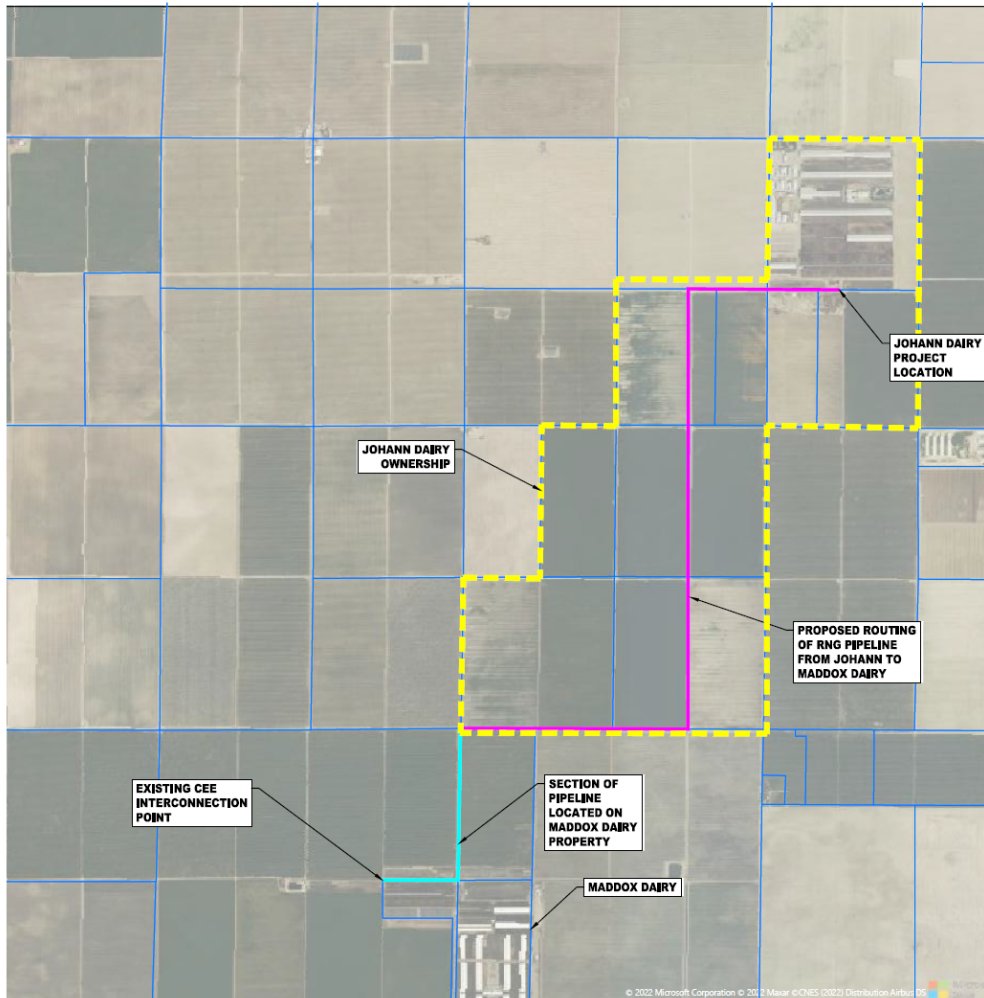 JOHANN DAIRY
PROJECT
LOCATION
JOHANN DAIRY
OWNERSHIP
PROPOSED ROUTING
OF RNG PIPELINE
FROM JOHANN TO
MADDOX DAIRY
EXISTING CEE
INTERCONNECTION
POINT
SECTION OF
PIPELINE
LOCATED ON
MADDOX DAIRY
PROPERTY
MADDOX DAIRY
© 2022 Microsoft Corporation © 2022 Maxar ©CNES (2022) Distribution Airbus DS